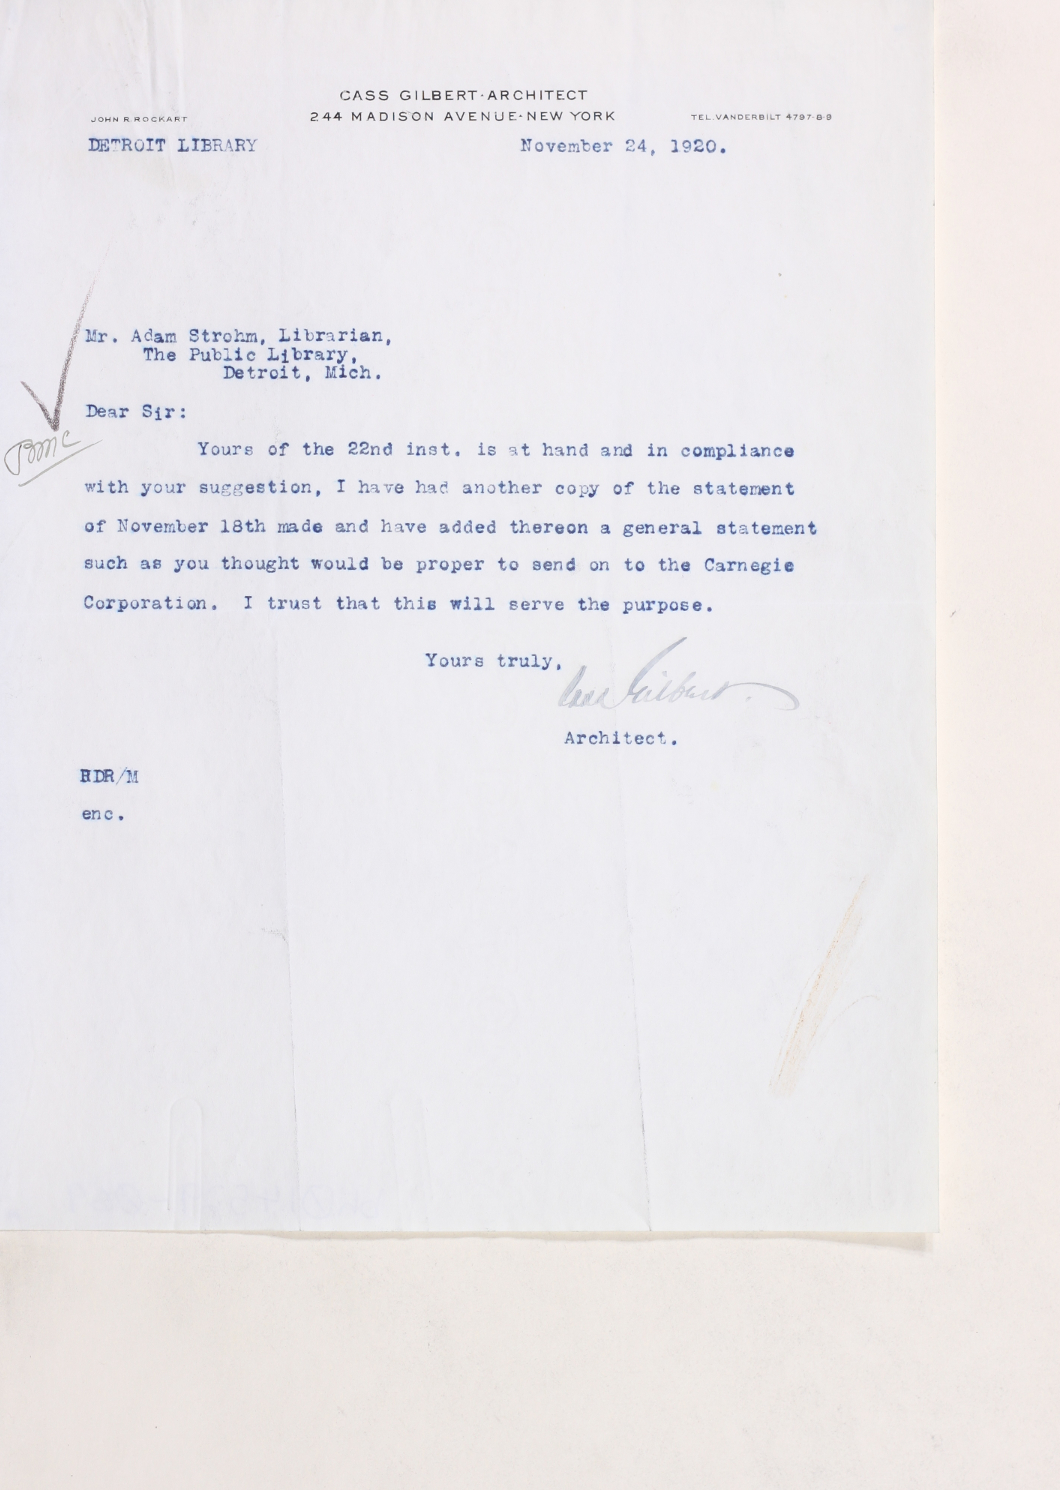 CASS GILBERT·ARCHITECT
JOHN R. ROCKART 244 MADISON AVENUE·NEW YORK TEL. VANDERBILT 4797-8-9
DETROIT LIBRARY November 24, 1920.
Mr. Adam Strohm, Librarian,
The Public Library,
Detroit, Mich.
Dear Sir:
BMC
Yours of the 22nd inst. is at hand and in compliance
with your suggestion, I have had another copy of the statement
of November 18th made and have added thereon a general statement
such as you thought would be proper to send on to the Carnegie
Corporation. I trust that this will serve the purpose.
Yours truly,
Cass Gilbert.
Architect.
HDR/M
enc.